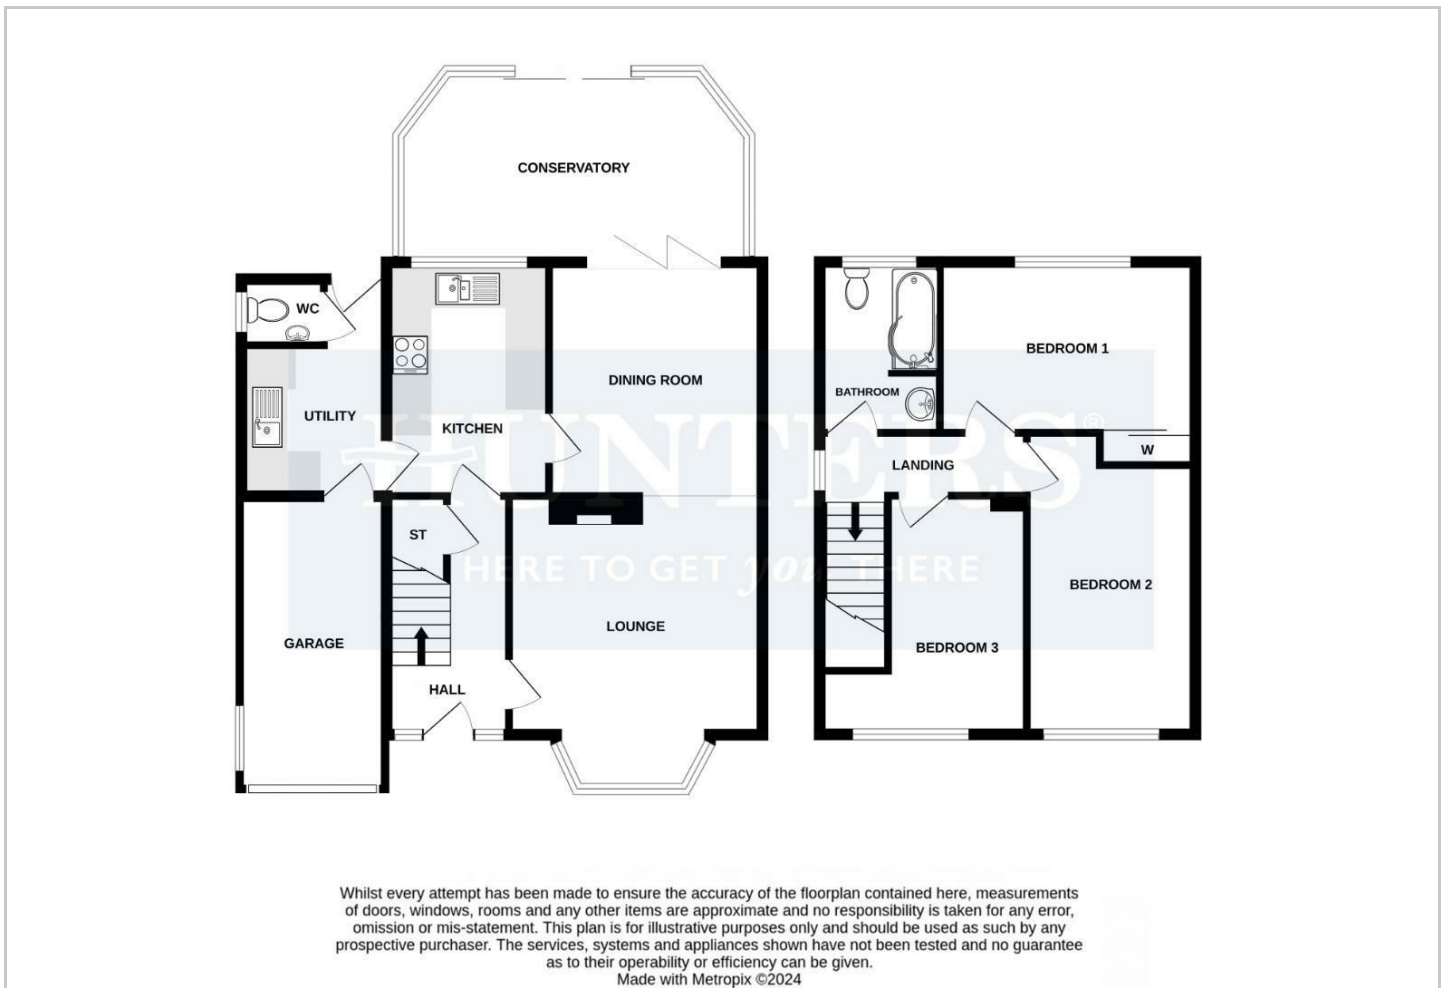 CONSERVATORY
WC
UTILITY
KITCHEN
DINING ROOM
ST
GARAGE
HALL
LOUNGE
BEDROOM 1
BATHROOM
LANDING
W
BEDROOM 2
BEDROOM 3
HUNTERS®
HERE TO GET you THERE
Whilst every attempt has been made to ensure the accuracy of the floorplan contained here, measurements
of doors, windows, rooms and any other items are approximate and no responsibility is taken for any error,
omission or mis-statement. This plan is for illustrative purposes only and should be used as such by any
prospective purchaser. The services, systems and appliances shown have not been tested and no guarantee
as to their operability or efficiency can be given.
Made with Metropix ©2024